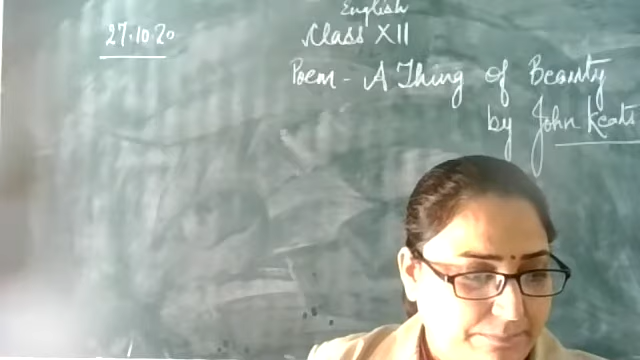 27.10.20
English
Class XII
Poem - A Thing of Beauty
by John Keats